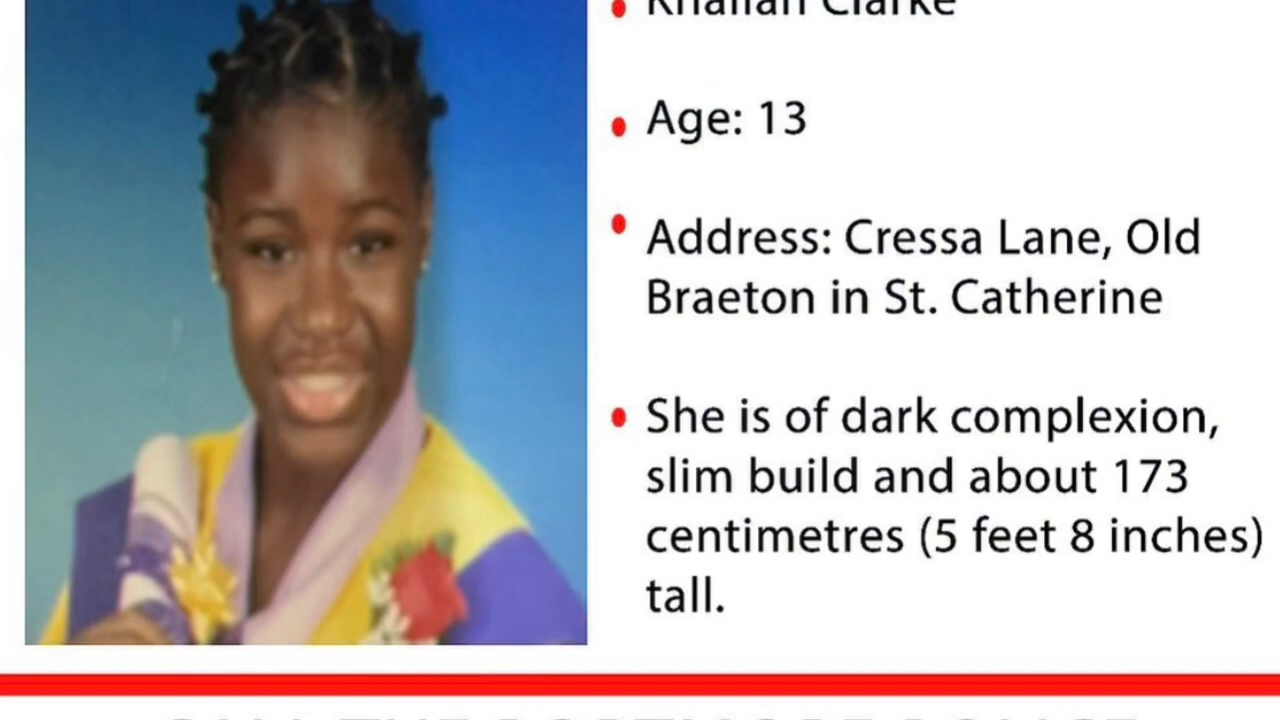 Clarke
Age: 13
Address: Cressa Lane, Old
Braeton in St. Catherine
She is of dark complexion,
slim build and about 173
centimetres (5 feet 8 inches)
tall.